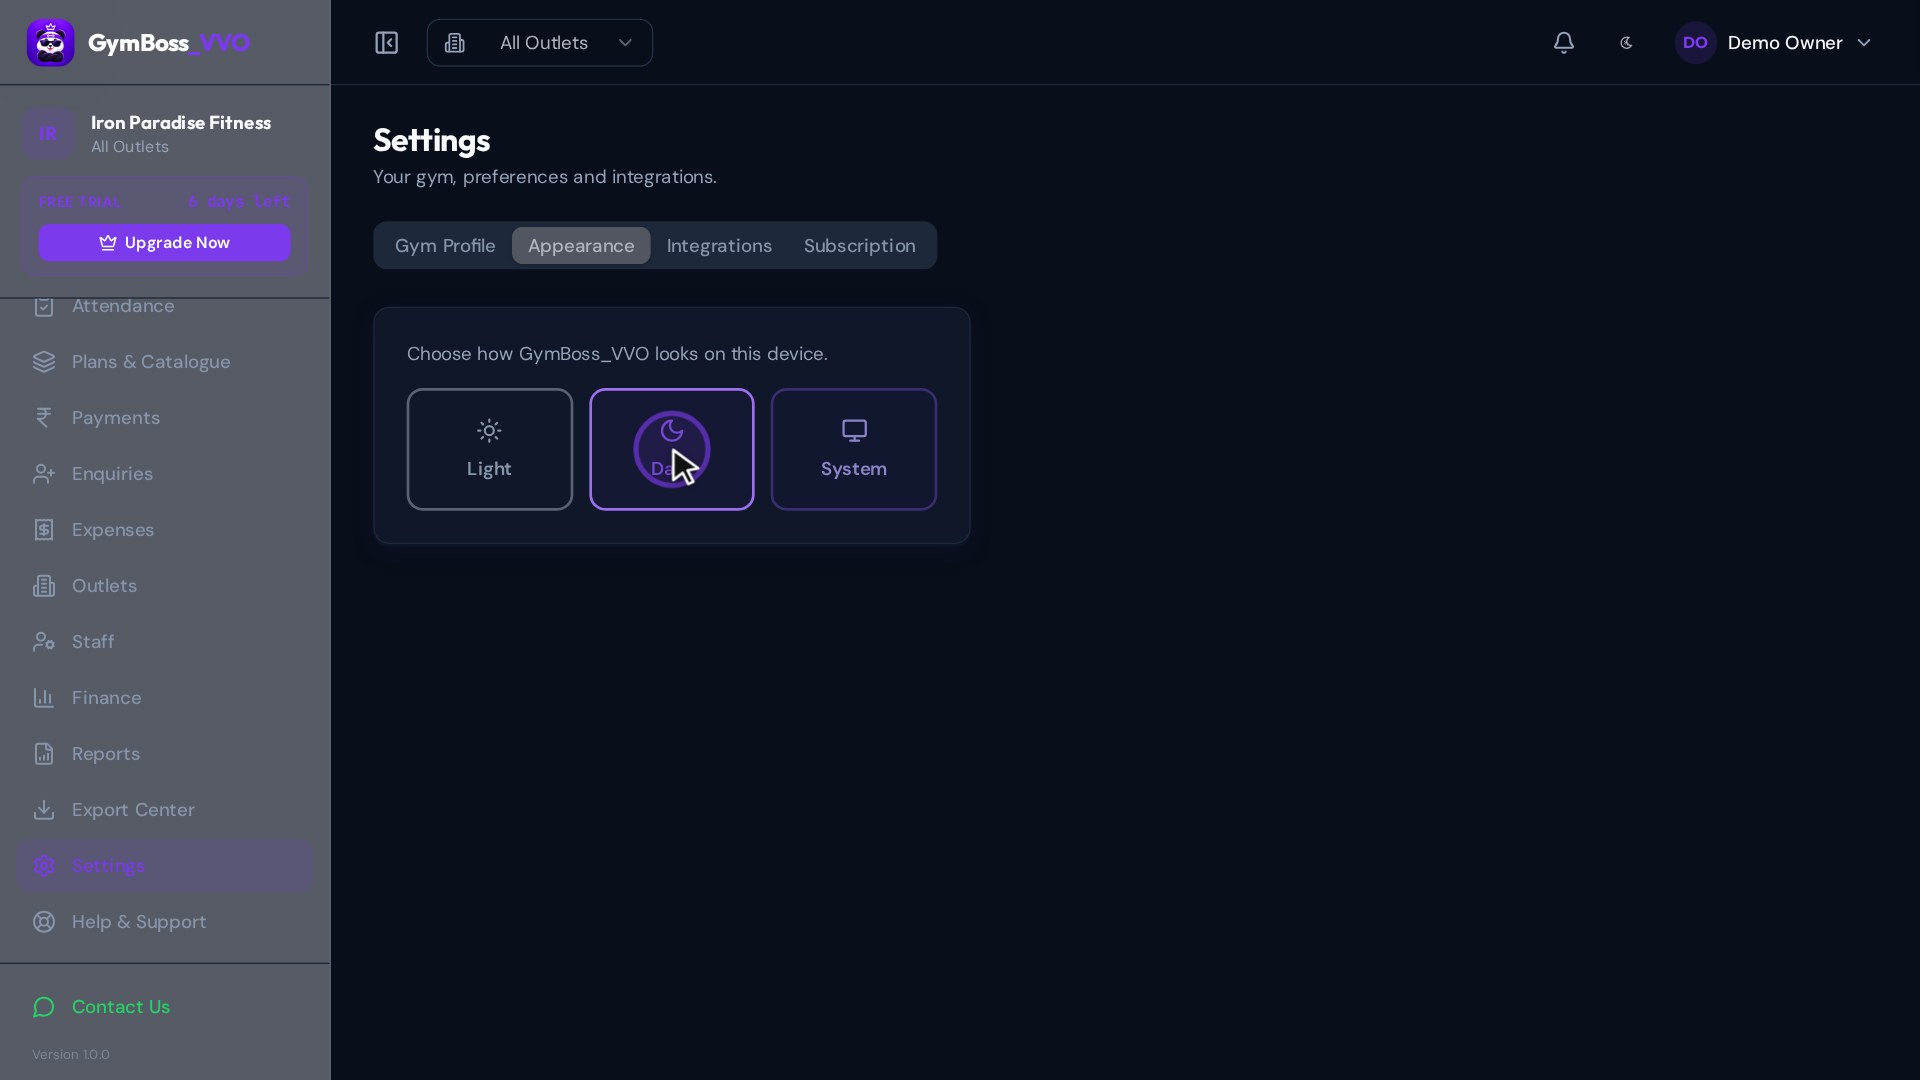 GymBoss_VVO
All Outlets
DO
Demo Owner
IR
Iron Paradise Fitness
All Outlets
FREE TRIAL
6 days left
Upgrade Now
Attendance
Plans & Catalogue
Payments
Enquiries
Expenses
Outlets
Staff
Finance
Reports
Export Center
Settings
Help & Support
Contact Us
Version 1.0.0
Settings
Your gym, preferences and integrations.
Gym Profile
Appearance
Integrations
Subscription
Choose how GymBoss_VVO looks on this device.
Light
System